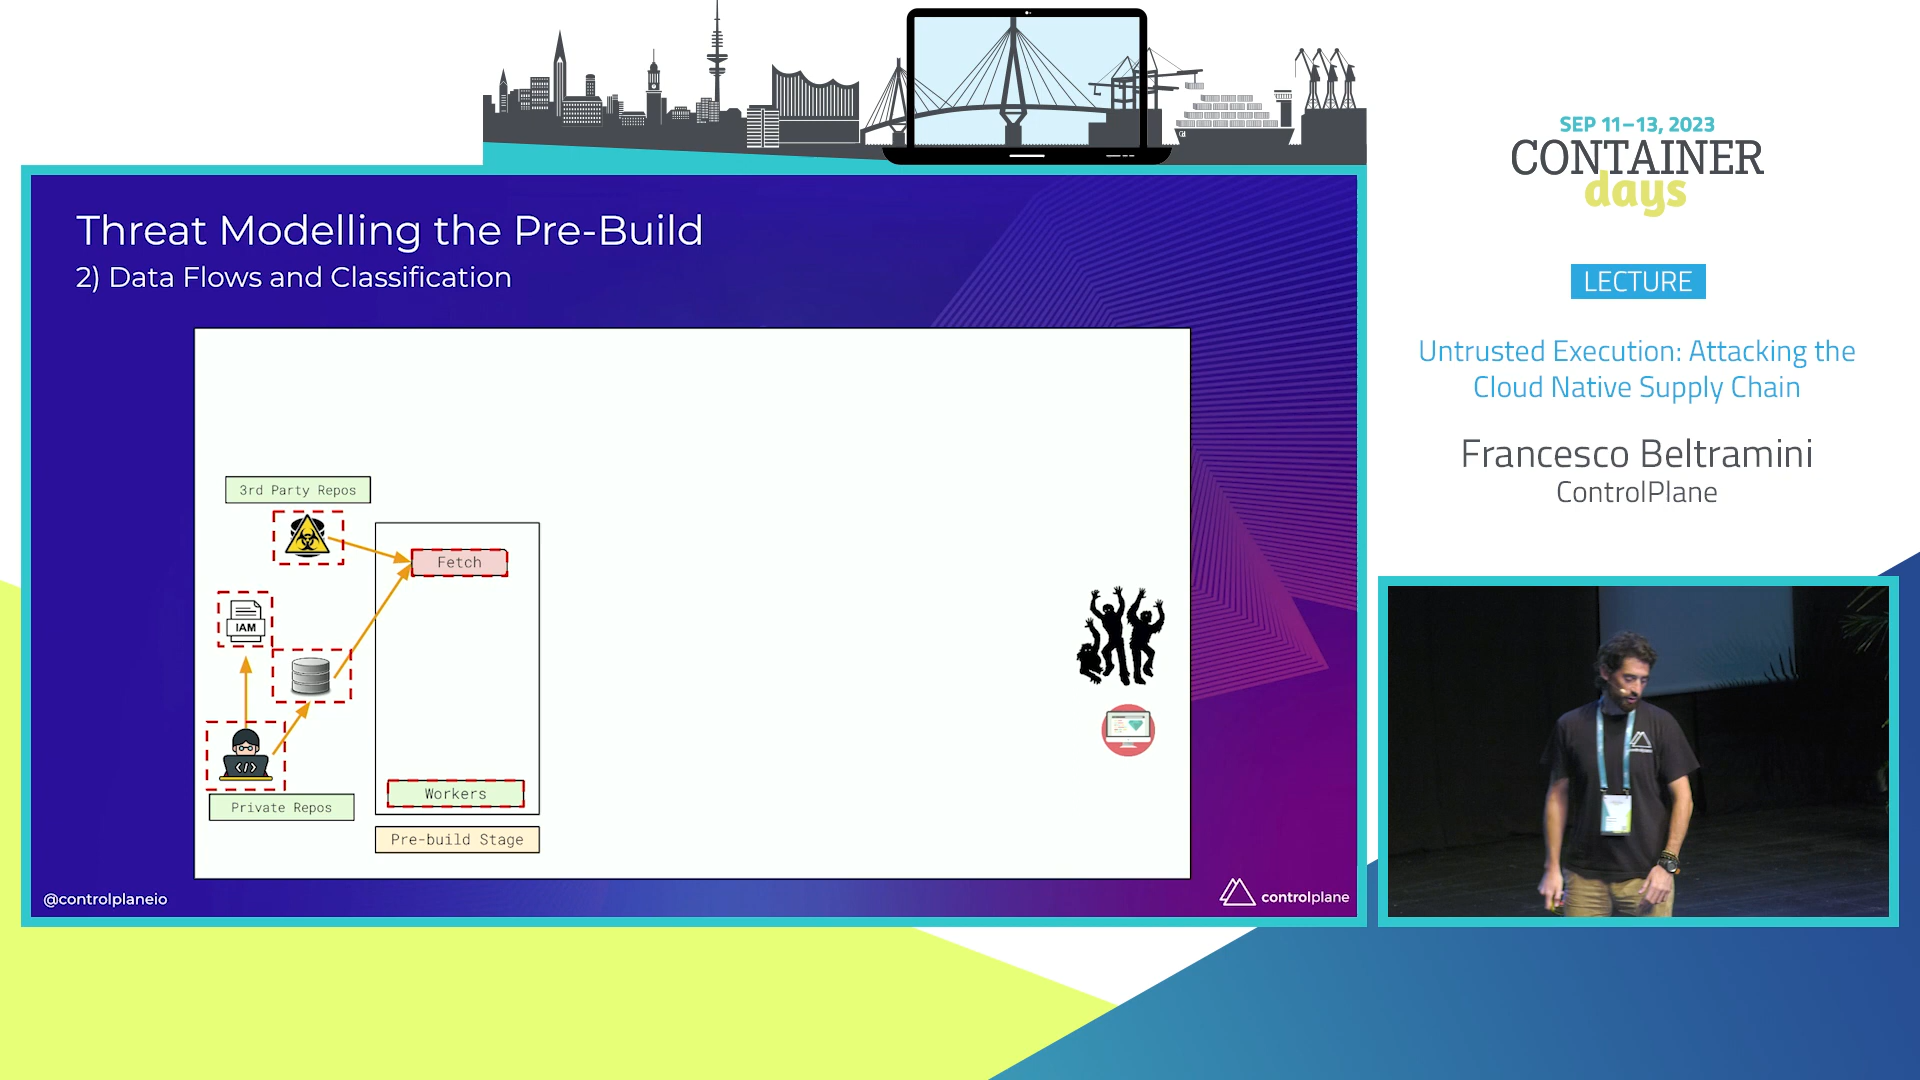 SEP 11–13, 2023
CONTAINER
days
LECTURE
Untrusted Execution: Attacking the
Cloud Native Supply Chain
Francesco Beltramini
ControlPlane
Threat Modelling the Pre-Build
2) Data Flows and Classification
3rd Party Repos
Fetch
IAM
</>
Private Repos
Workers
Pre-build Stage
@controlplaneio
controlplane